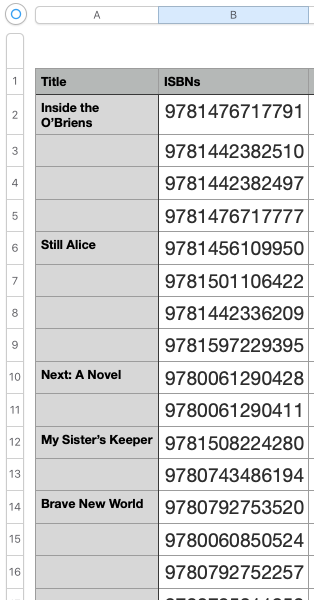 A B
1 Title ISBNs
2 Inside the 9781476717791
O’Briens
3 9781442382510
4 9781442382497
5 9781476717777
6 Still Alice 9781456109950
7 9781501106422
8 9781442336209
9 9781597229395
10 Next: A Novel 9780061290428
11 9780061290411
12 My Sister’s Keeper 9781508224280
13 9780743486194
14 Brave New World 9780792753520
15 9780060850524
16 9780792752257